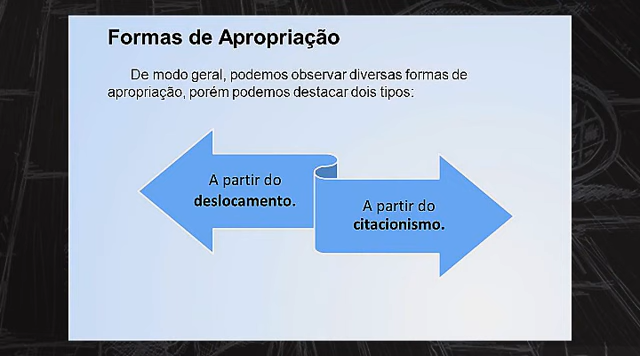 Formas de Apropriação
De modo geral, podemos observar diversas formas de
apropriação, porém podemos destacar dois tipos:
A partir do
deslocamento.
A partir do
citacionismo.